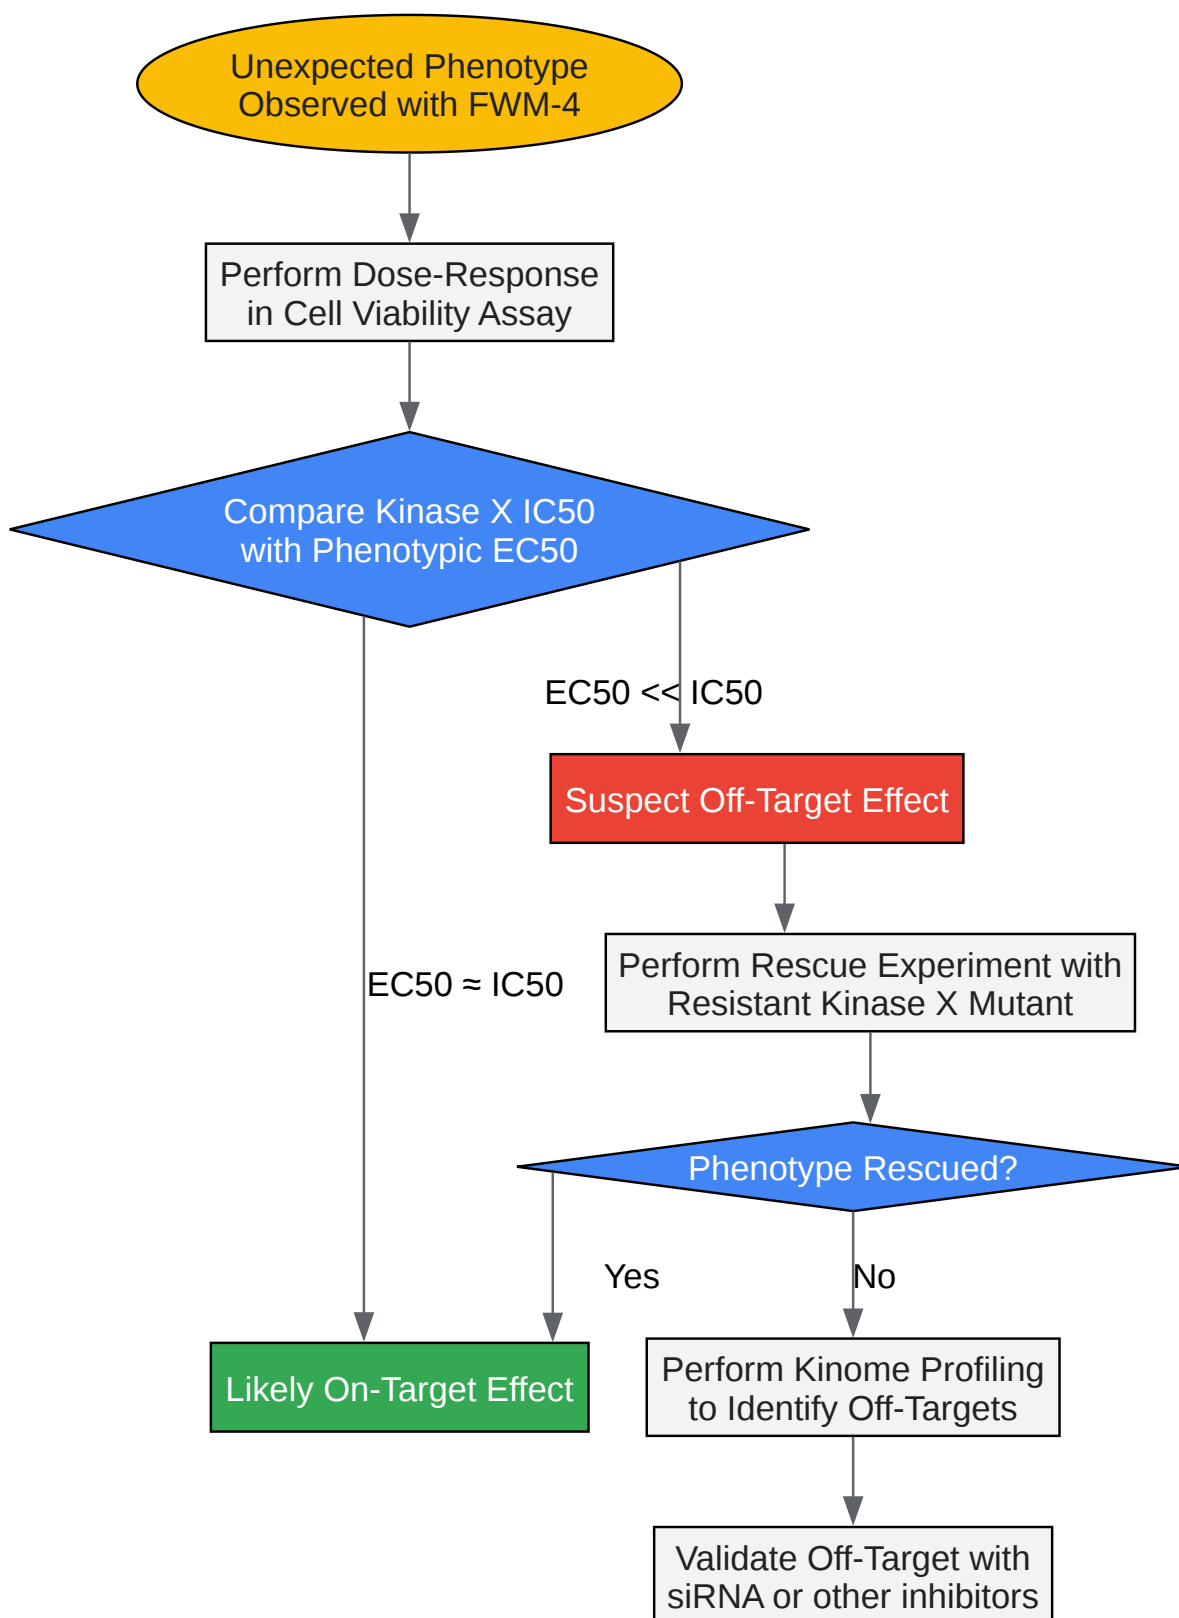 Unexpected Phenotype
Observed with FWM-4
Perform Dose-Response
in Cell Viability Assay
Compare Kinase X IC50
with Phenotypic EC50
EC50 << IC50
Suspect Off-Target Effect
EC50 ≈ IC50
Perform Rescue Experiment with
Resistant Kinase X Mutant
Phenotype Rescued?
Yes
No
Likely On-Target Effect
Perform Kinome Profiling
to Identify Off-Targets
Validate Off-Target with
siRNA or other inhibitors